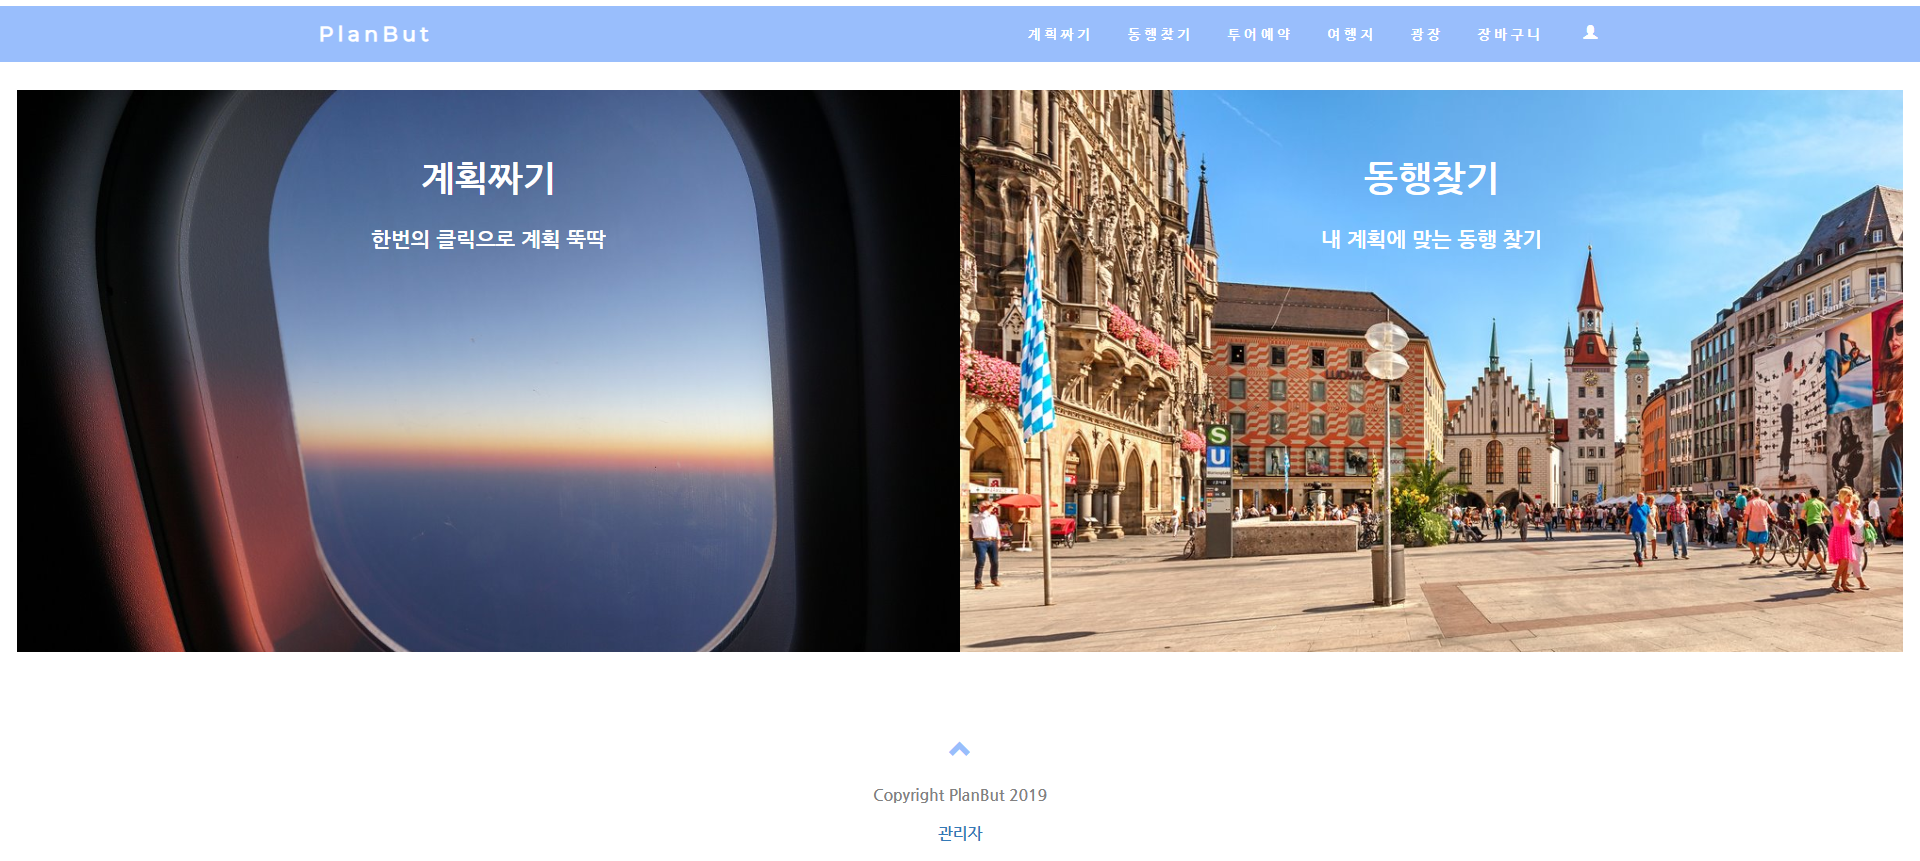 PlanBut
계획짜기 동행찾기 투어예약 여행지 광장 장바구니
계획짜기
한번의 클릭으로 계획 뚝딱
동행찾기
내 계획에 맞는 동행 찾기
Deutsche Bank
LUDWIG
S
U
Copyright PlanBut 2019
관리자